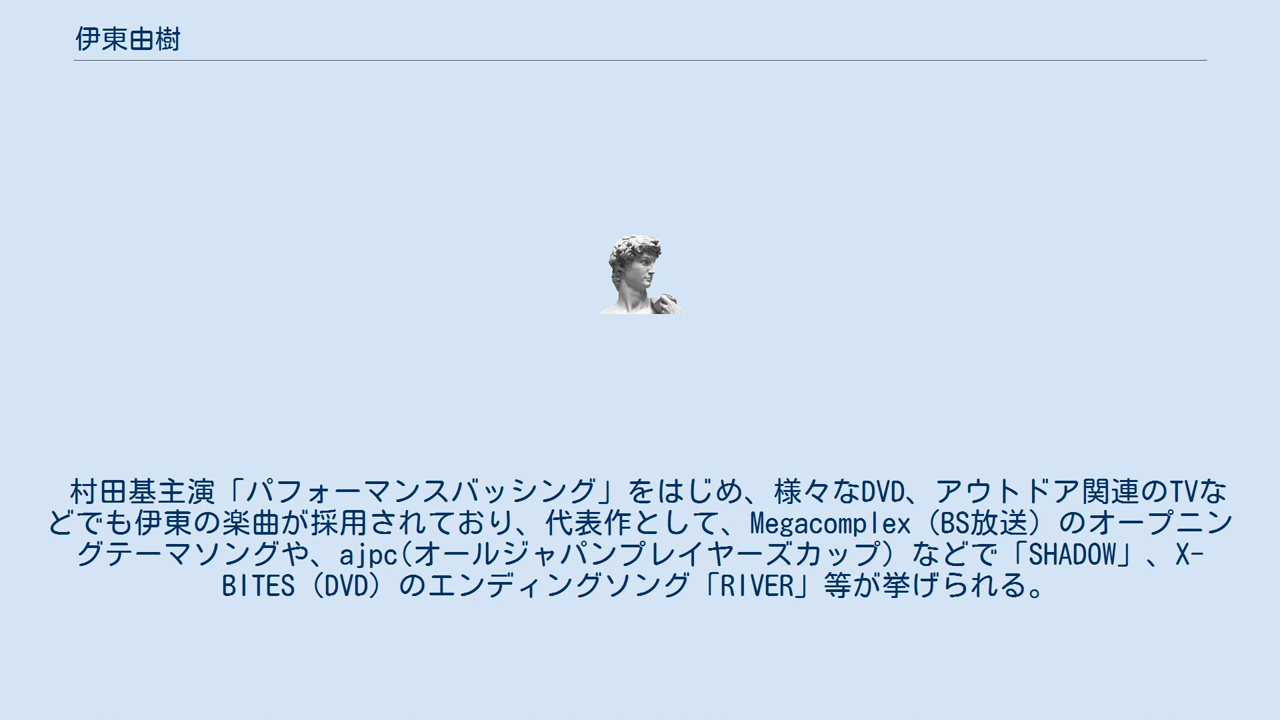 伊東由樹
村田基主演「パフォーマンスバッシング」をはじめ、様々なDVD、アウトドア関連のTVな
どでも伊東の楽曲が採用されており、代表作として、Megacomplex（BS放送）のオープニン
グテーマソングや、ajpc(オールジャパンプレイヤーズカップ）などで「SHADOW」、X-
BITES（DVD）のエンディングソング「RIVER」等が挙げられる。